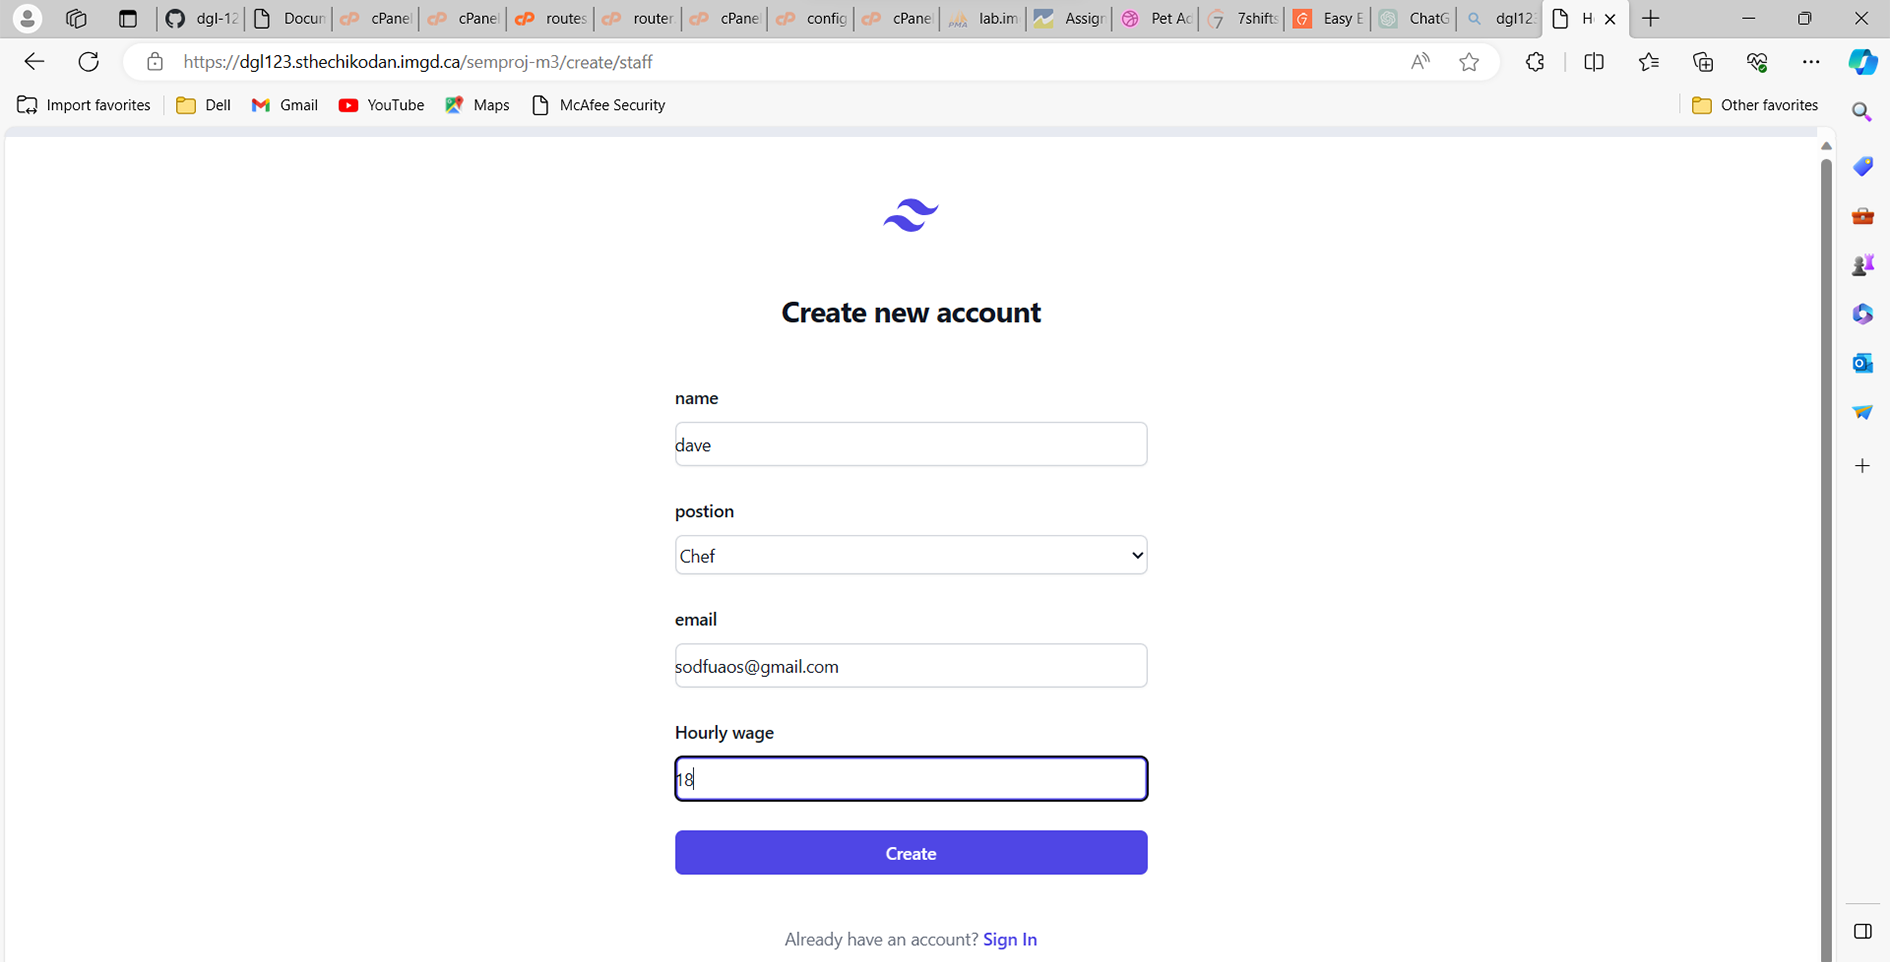 dgl-12 Docun cPanel cPanel routes router. cPanel config cPanel lab.im Assign Pet Ad 7shifts Easy E ChatG dgl123
https://dgl123.sthechikodan.imgd.ca/semproj-m3/create/staff
Import favorites Dell Gmail YouTube Maps McAfee Security Other favorites
Create new account
name
dave
postion
Chef
email
sodfuaos@gmail.com
Hourly wage
18
Create
Already have an account? Sign In